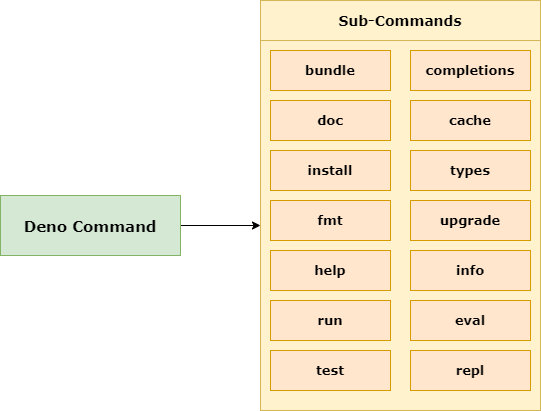 Sub-Commands
bundle
completions
doc
cache
install
types
Deno Command
fmt
upgrade
help
info
run
eval
test
repl